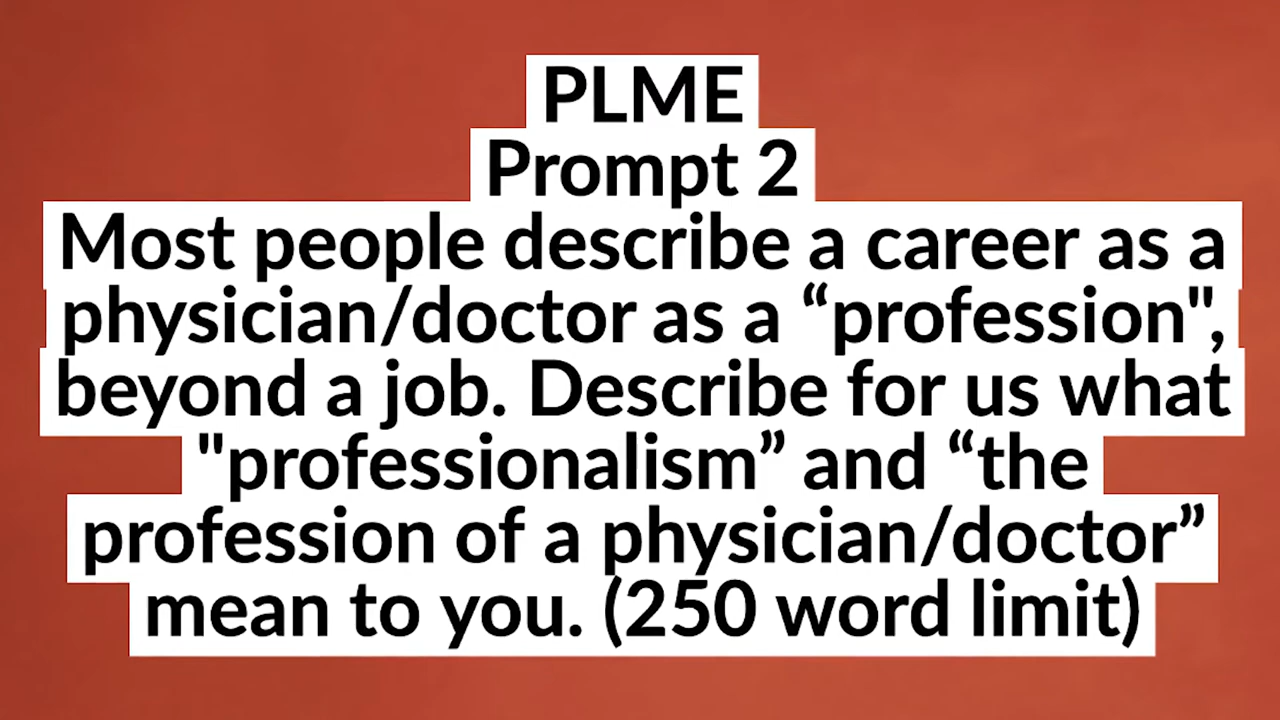 PLME
Prompt 2
Most people describe a career as a
physician/doctor as a “profession",
beyond a job. Describe for us what
"professionalism” and “the
profession of a physician/doctor”
mean to you. (250 word limit)